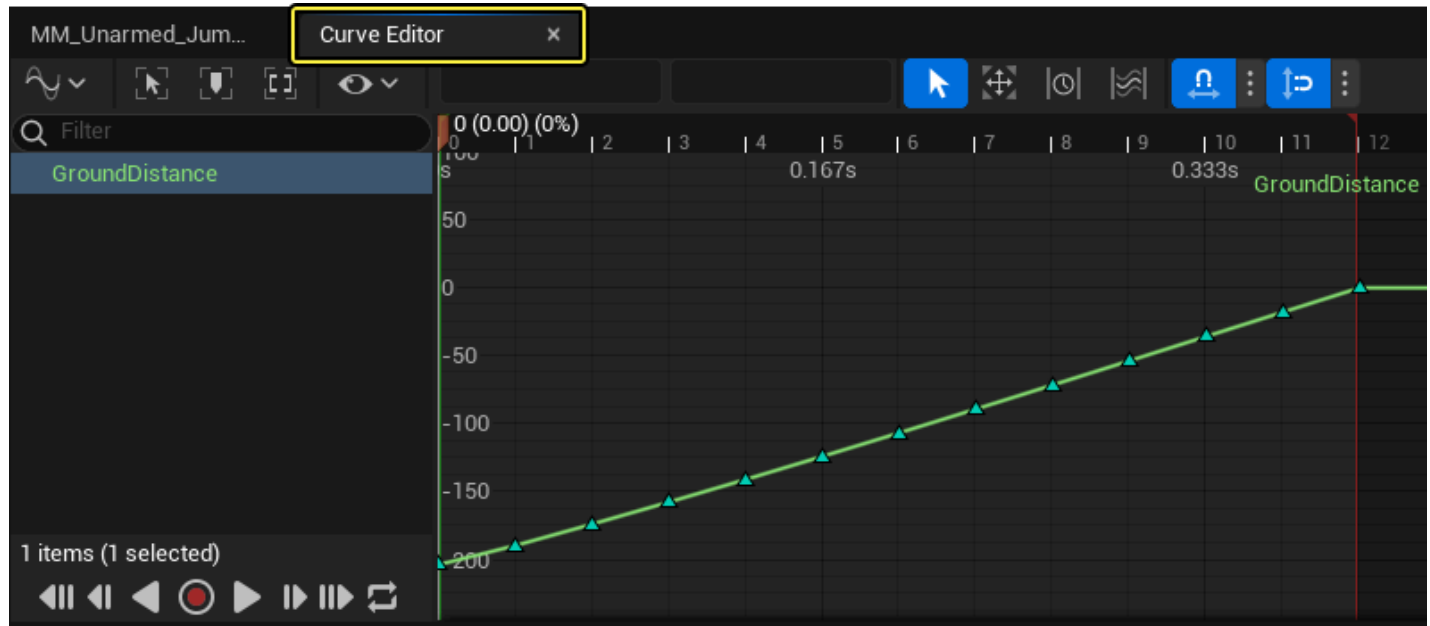 MM_Unarmed_Jum...
Curve Editor
Filter
0 (0.00) (0%)
0 1 2 3 4 5 6 7 8 9 10 11 12
100
s
0.167s
0.333s
GroundDistance
GroundDistance
50
0
-50
-100
-150
-200
1 items (1 selected)